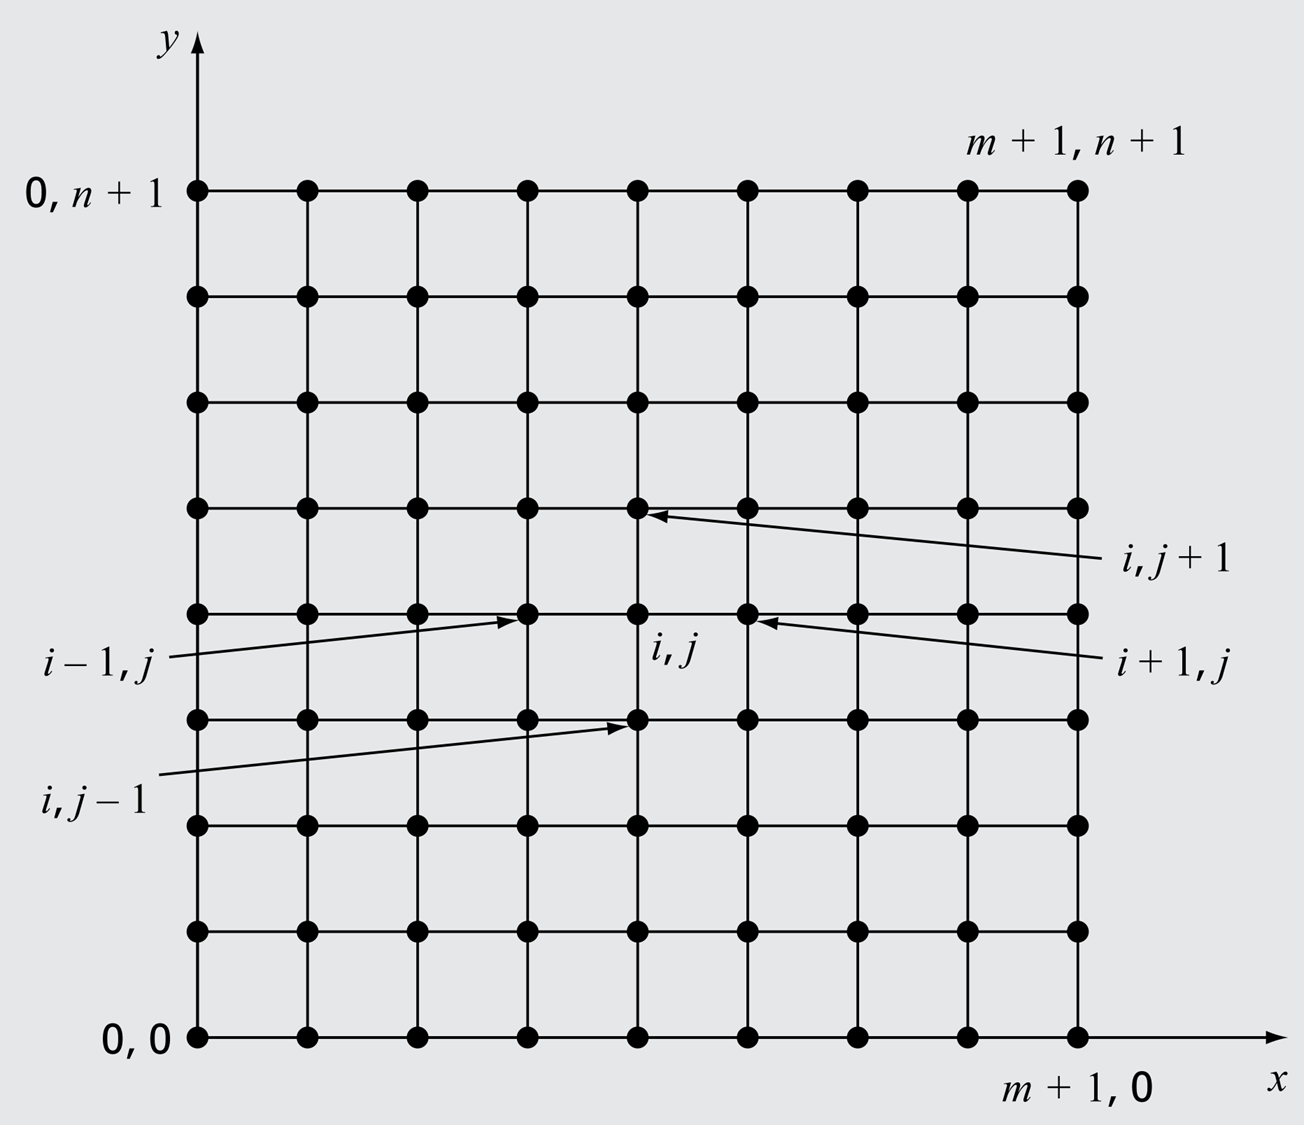 y
m + 1, n + 1
0, n + 1
i, j + 1
i, j
i – 1, j
i + 1, j
i, j – 1
0, 0
x
m + 1, 0